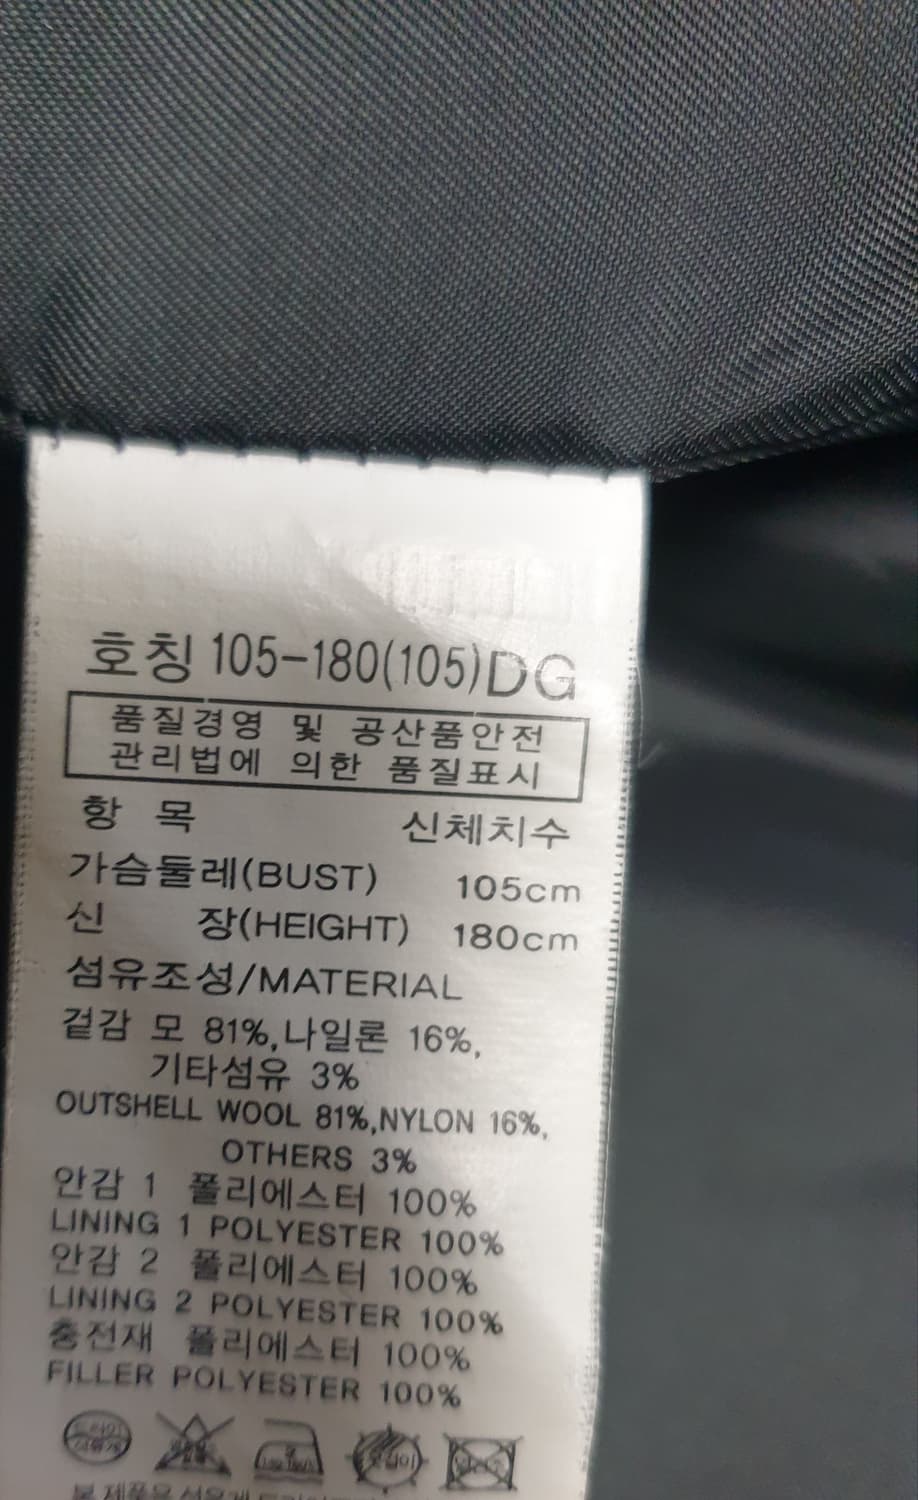 호칭 105-180(105)DG
품질경영 및 공산품안전
관리법에 의한 품질표시
항 목 신체치수
가슴둘레(BUST) 105cm
신 장(HEIGHT) 180cm
섬유조성/MATERIAL
겉감 모 81%,나일론 16%,
기타섬유 3%
OUTSHELL WOOL 81%,NYLON 16%,
OTHERS 3%
안감 1 폴리에스터 100%
LINING 1 POLYESTER 100%
안감 2 폴리에스터 100%
LINING 2 POLYESTER 100%
충전재 폴리에스터 100%
FILLER POLYESTER 100%
본 제품은